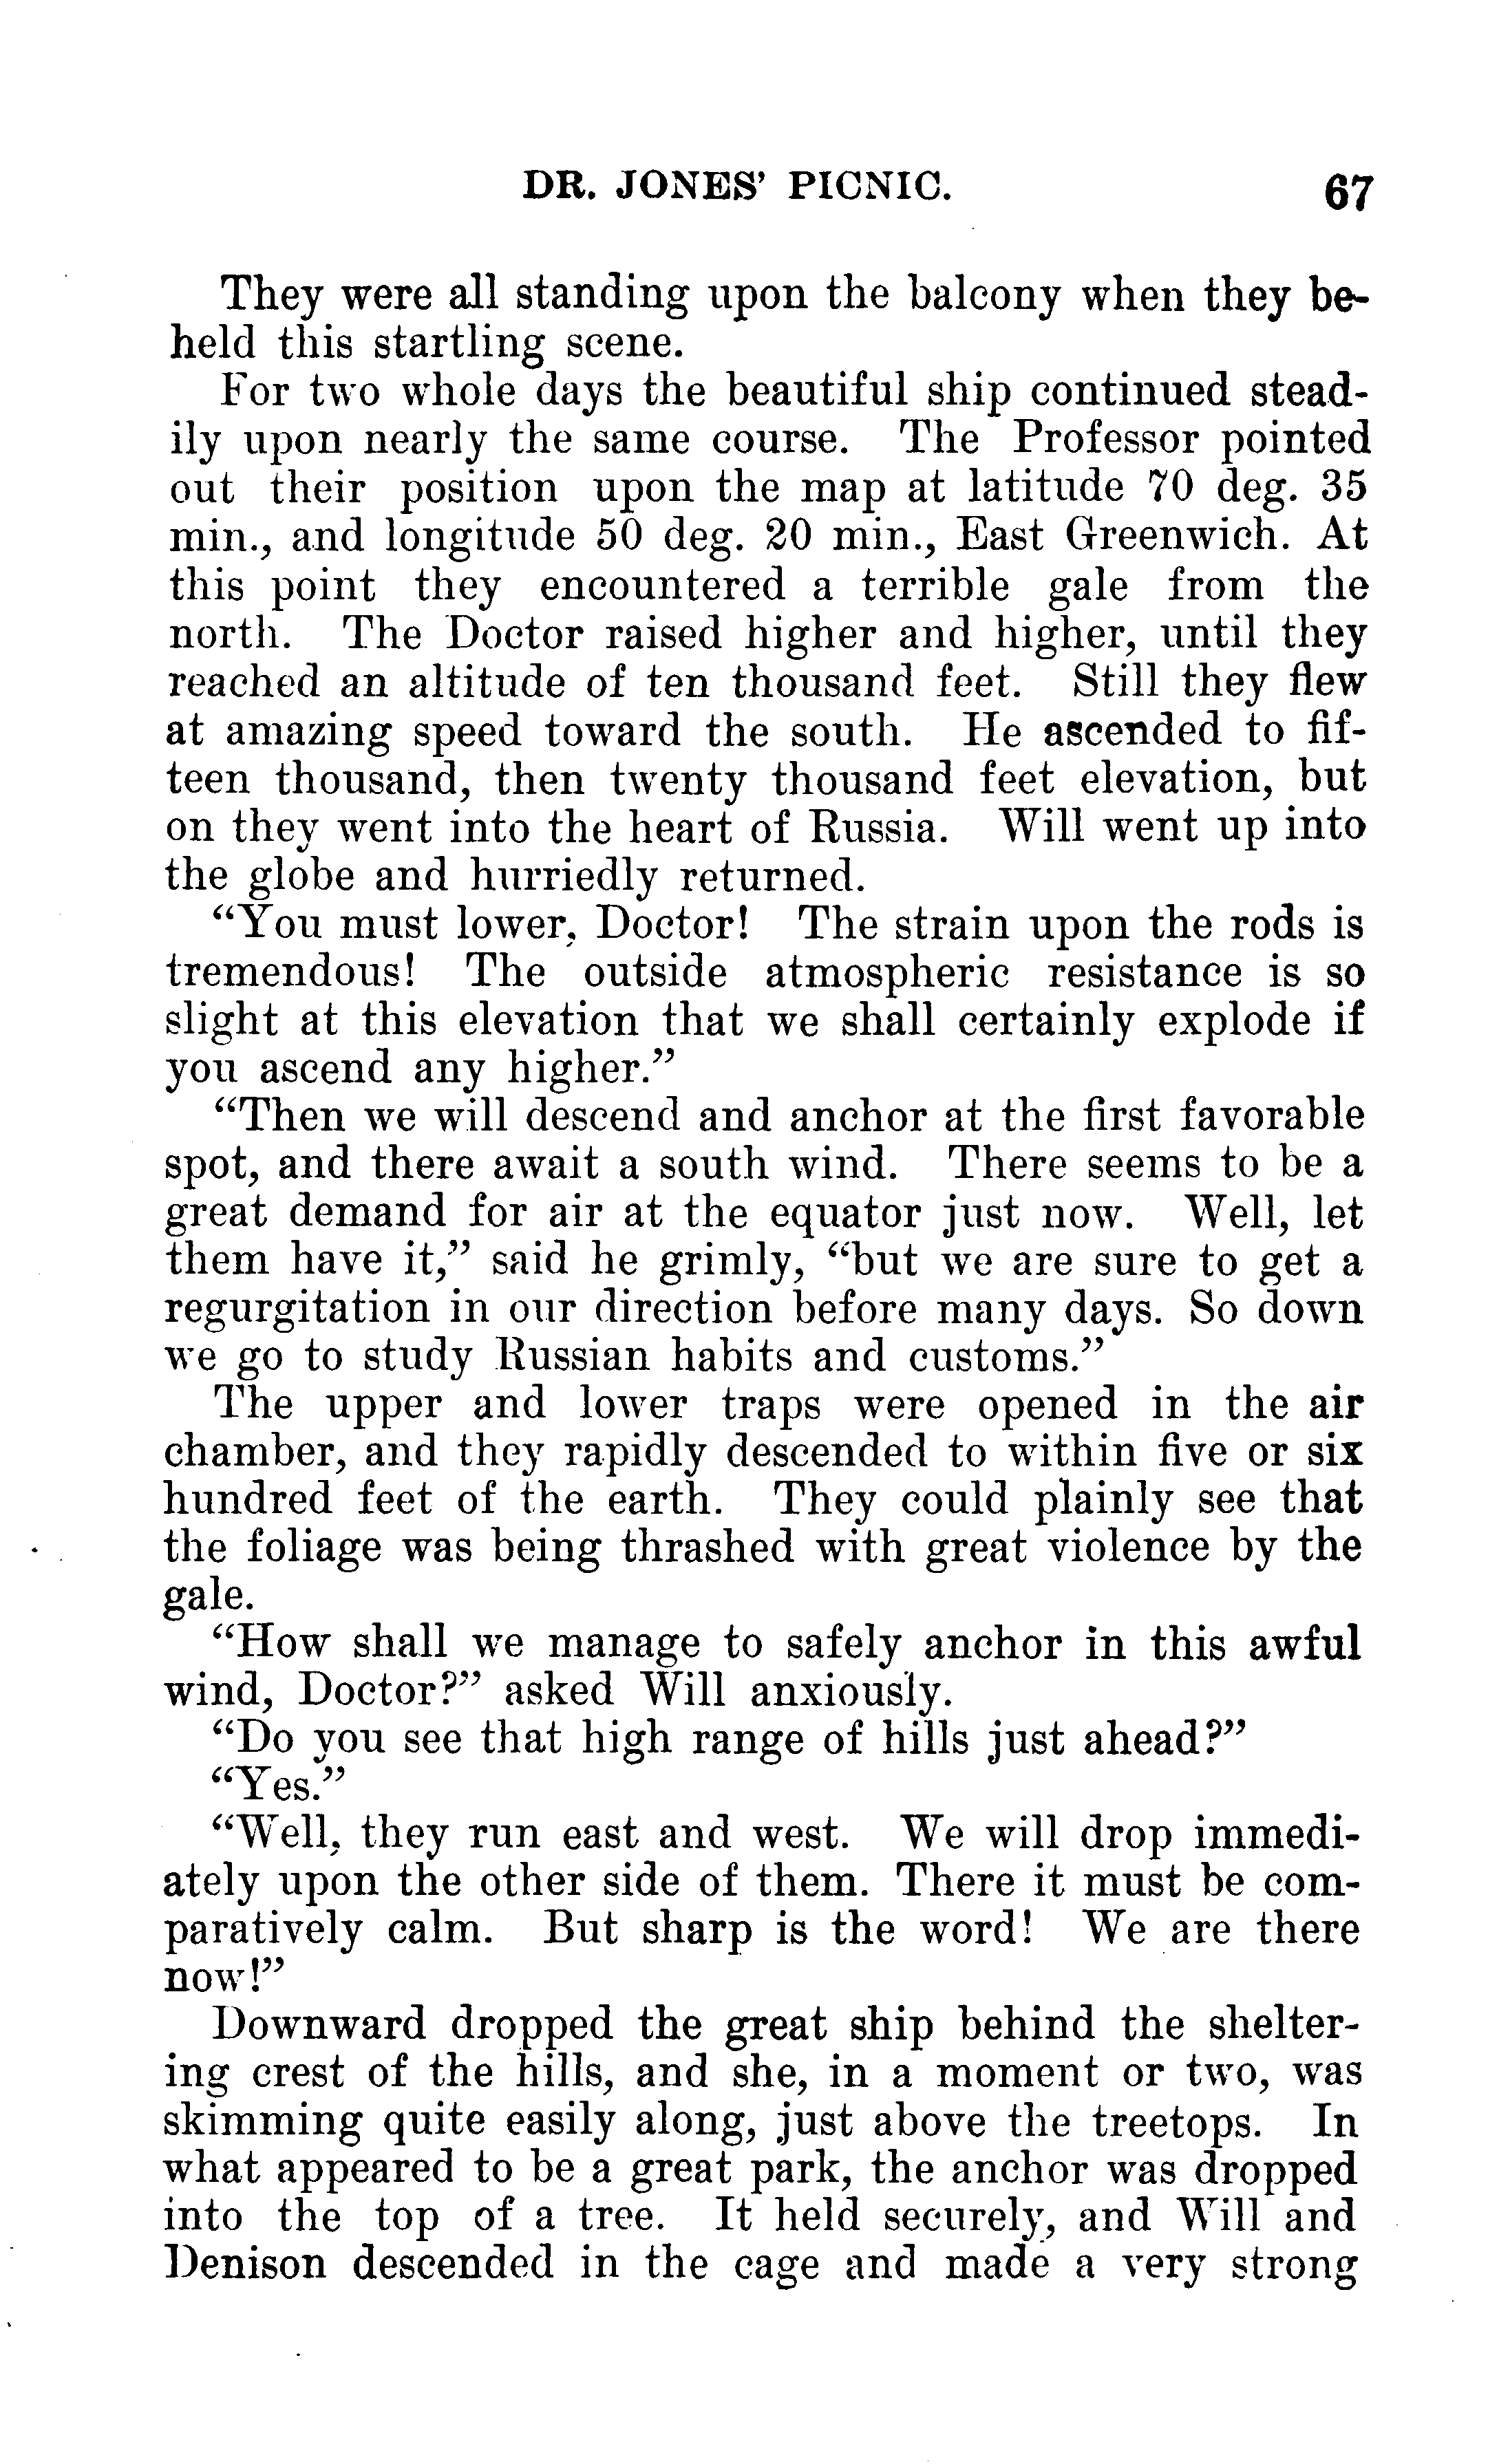 DR. JONES' PICNIC. 67
They were all standing upon the balcony when they be-
held this startling scene.
For two whole days the beautiful ship continued stead-
ily upon nearly the same course. The Professor pointed
out their position upon the map at latitude 70 deg. 35
min., and longitude 50 deg. 20 min., East Greenwich. At
this point they encountered a terrible gale from the
north. The Doctor raised higher and higher, until they
reached an altitude of ten thousand feet. Still they flew
at amazing speed toward the south. He ascended to fif-
teen thousand, then twenty thousand feet elevation, but
on they went into the heart of Russia. Will went up into
the globe and hurriedly returned.
“You must lower, Doctor! The strain upon the rods is
tremendous! The outside atmospheric resistance is so
slight at this elevation that we shall certainly explode if
you ascend any higher.”
“Then we will descend and anchor at the first favorable
spot, and there await a south wind. There seems to be a
great demand for air at the equator just now. Well, let
them have it,” said he grimly, “but we are sure to get a
regurgitation in our direction before many days. So down
we go to study Russian habits and customs.”
The upper and lower traps were opened in the air
chamber, and they rapidly descended to within five or six
hundred feet of the earth. They could plainly see that
the foliage was being thrashed with great violence by the
gale.
“How shall we manage to safely anchor in this awful
wind, Doctor?” asked Will anxiously.
“Do you see that high range of hills just ahead?”
“Yes.”
“Well, they run east and west. We will drop immedi-
ately upon the other side of them. There it must be com-
paratively calm. But sharp is the word! We are there
now!”
Downward dropped the great ship behind the shelter-
ing crest of the hills, and she, in a moment or two, was
skimming quite easily along, just above the treetops. In
what appeared to be a great park, the anchor was dropped
into the top of a tree. It held securely, and Will and
Denison descended in the cage and made a very strong